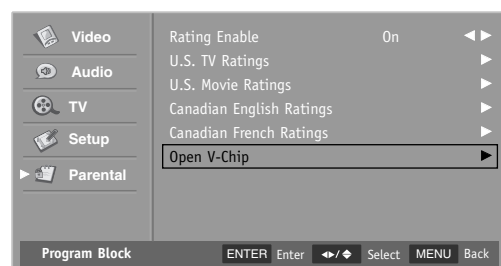 Video
Audio
TV
Setup
Parental
Rating Enable On
U.S. TV Ratings
U.S. Movie Ratings
Canadian English Ratings
Canadian French Ratings
Open V-Chip
Program Block ENTER Enter Select MENU Back